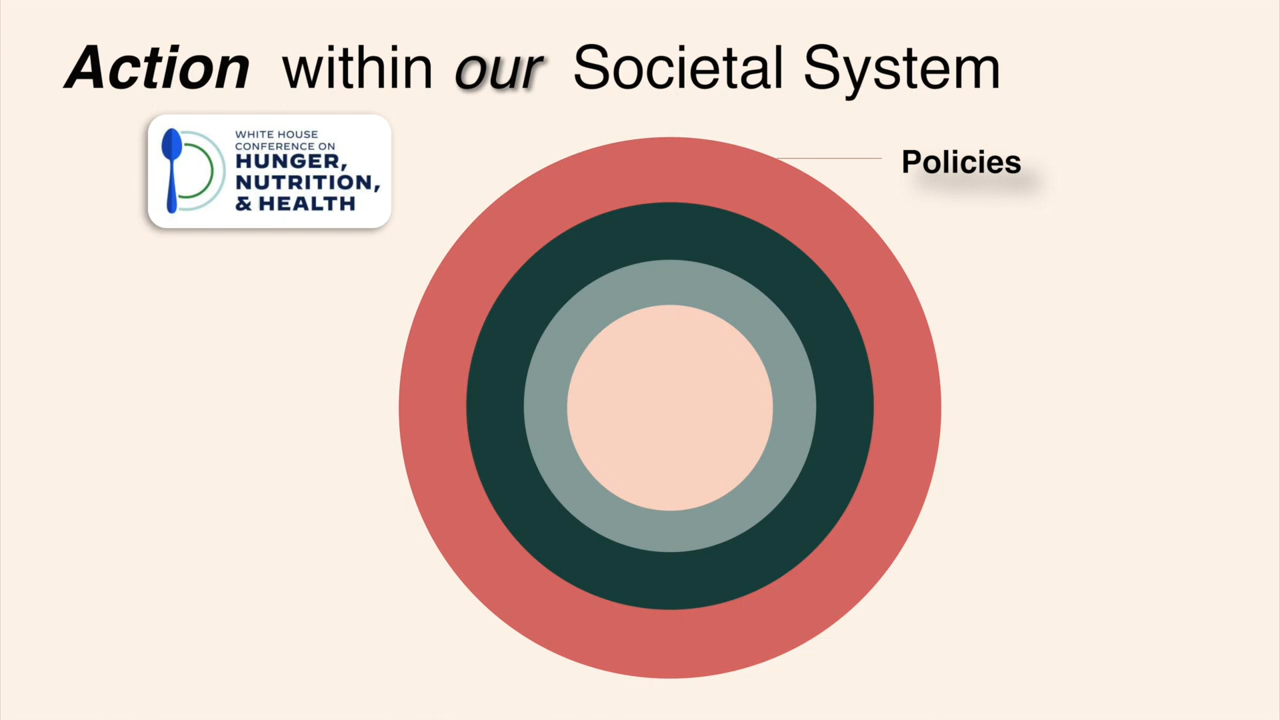 Action within our Societal System
WHITE HOUSE
CONFERENCE ON
HUNGER,
NUTRITION,
& HEALTH
Policies